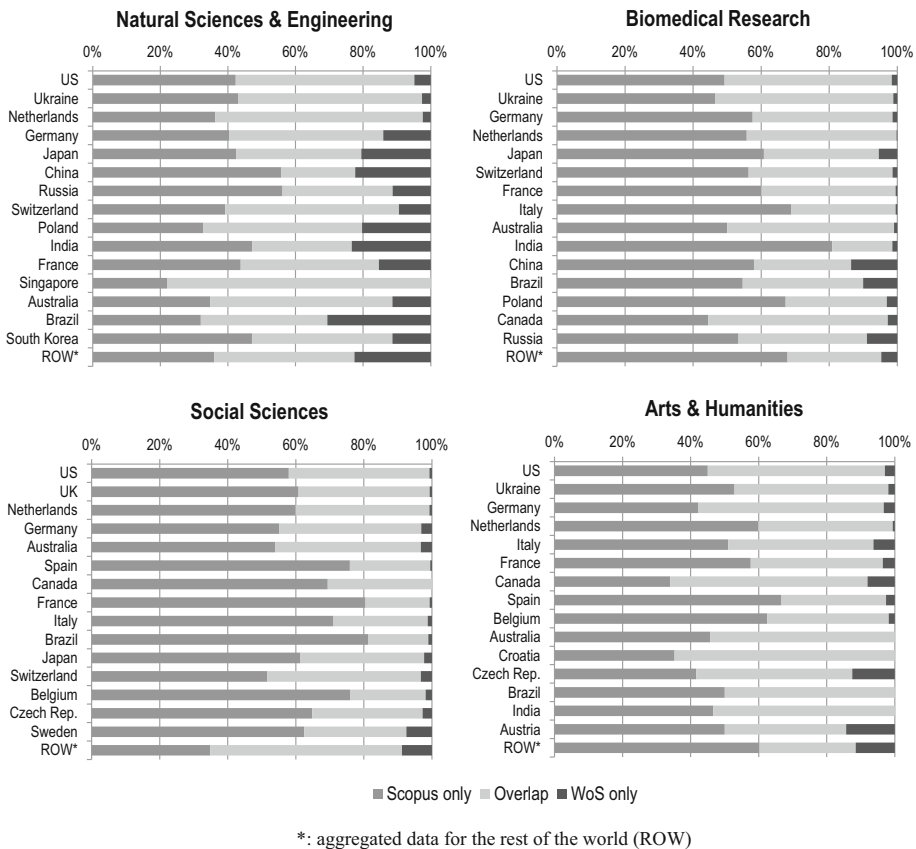 Natural Sciences & Engineering
0% 20% 40% 60% 80% 100%
US
Ukraine
Netherlands
Germany
Japan
China
Russia
Switzerland
Poland
India
France
Singapore
Australia
Brazil
South Korea
ROW*
Biomedical Research
0% 20% 40% 60% 80% 100%
US
Ukraine
Germany
Netherlands
Japan
Switzerland
France
Italy
Australia
India
China
Brazil
Poland
Canada
Russia
ROW*
Social Sciences
0% 20% 40% 60% 80% 100%
US
UK
Netherlands
Germany
Australia
Spain
Canada
France
Italy
Brazil
Japan
Switzerland
Belgium
Czech Rep.
Sweden
ROW*
Arts & Humanities
0% 20% 40% 60% 80% 100%
US
Ukraine
Germany
Netherlands
Italy
France
Canada
Spain
Belgium
Australia
Croatia
Czech Rep.
Brazil
India
Austria
ROW*
Scopus only Overlap WoS only
*: aggregated data for the rest of the world (ROW)